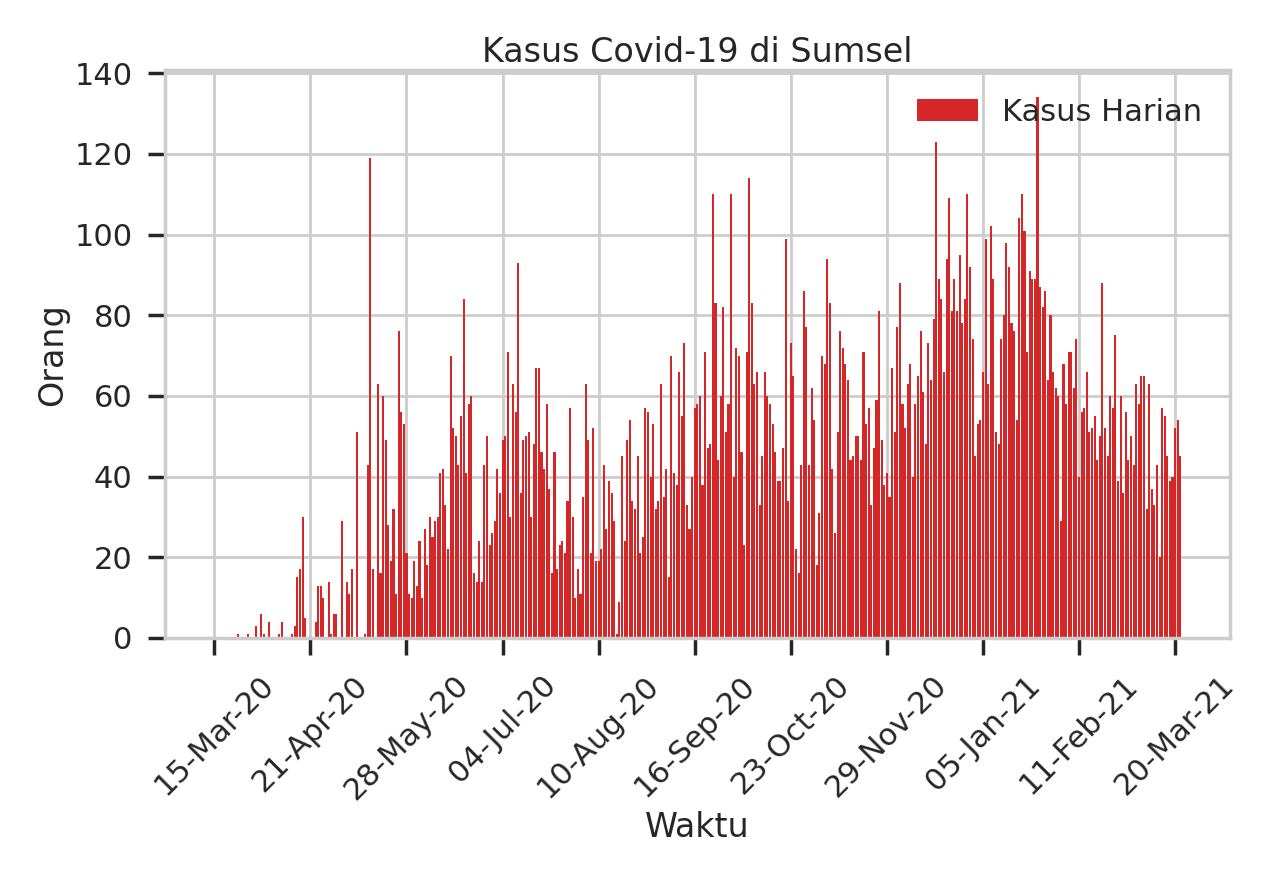 Kasus Covid-19 di Sumsel
Kasus Harian
Orang
140
120
100
80
60
40
20
0
15-Mar-20
21-Apr-20
28-May-20
04-Jul-20
10-Aug-20
16-Sep-20
23-Oct-20
29-Nov-20
05-Jan-21
11-Feb-21
20-Mar-21
Waktu